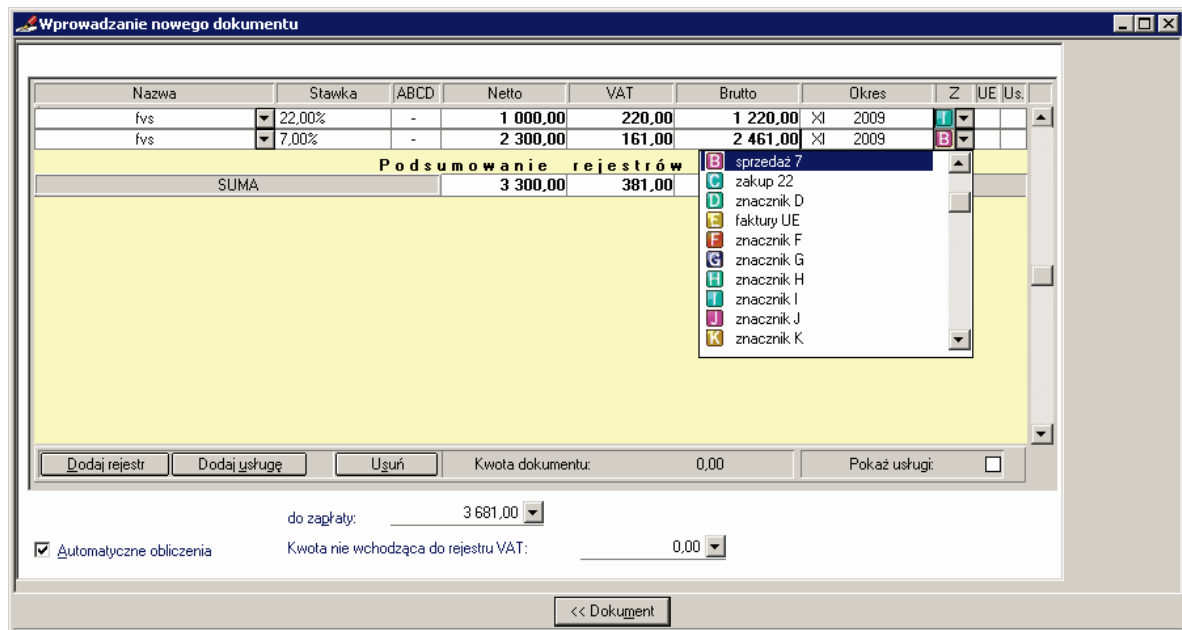 Wprowadzanie nowego dokumentu
Nazwa Stawka ABCD Netto VAT Brutto Okres Z UE Us.
fvs 22,00% - 1 000,00 220,00 1 220,00 XI 2009 I
fvs 7,00% - 2 300,00 161,00 2 461,00 XI 2009 B
Podsumowanie rejestrów
SUMA 3 300,00 381,00
B sprzedaż 7
C zakup 22
D znacznik D
E faktury UE
F znacznik F
G znacznik G
H znacznik H
I znacznik I
J znacznik J
K znacznik K
Dodaj rejestr Dodaj usługę Usuń Kwota dokumentu: 0,00 Pokaż usługi:
do zapłaty: 3 681,00
Automatyczne obliczenia Kwota nie wchodząca do rejestru VAT: 0,00
<< Dokument